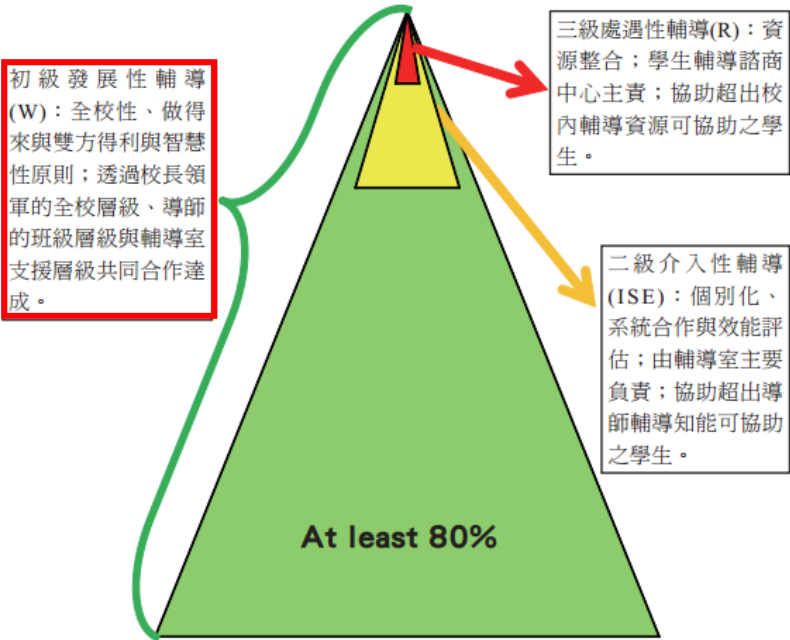 初級發展性輔導
(W)：全校性、做得
來與雙方得利與智慧
性原則；透過校長領
軍的全校層級、導師
的班級層級與輔導室
支援層級共同合作達
成。
三級處遇性輔導(R)：資
源整合；學生輔導諮商
中心主責；協助超出校
內輔導資源可協助之學
生。
二級介入性輔導
(ISE)：個別化、
系統合作與效能評
估；由輔導室主要
負責；協助超出導
師輔導知能可協助
之學生。
At least 80%